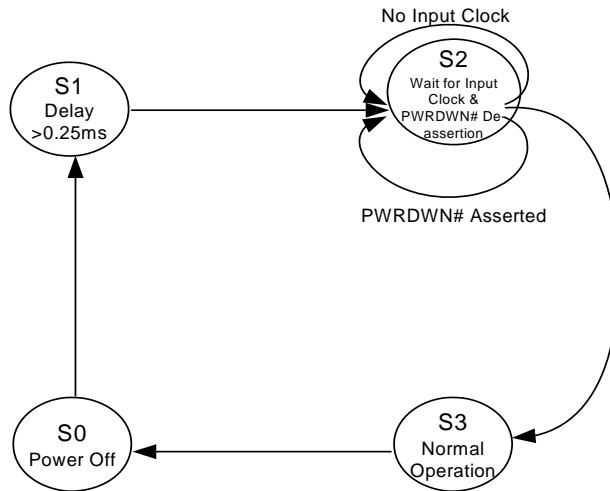 No Input Clock
S1
Delay
>0.25ms
S2
Wait for Input
Clock &
PWRDWN# De-
assertion
PWRDWN# Asserted
S0
Power Off
S3
Normal
Operation